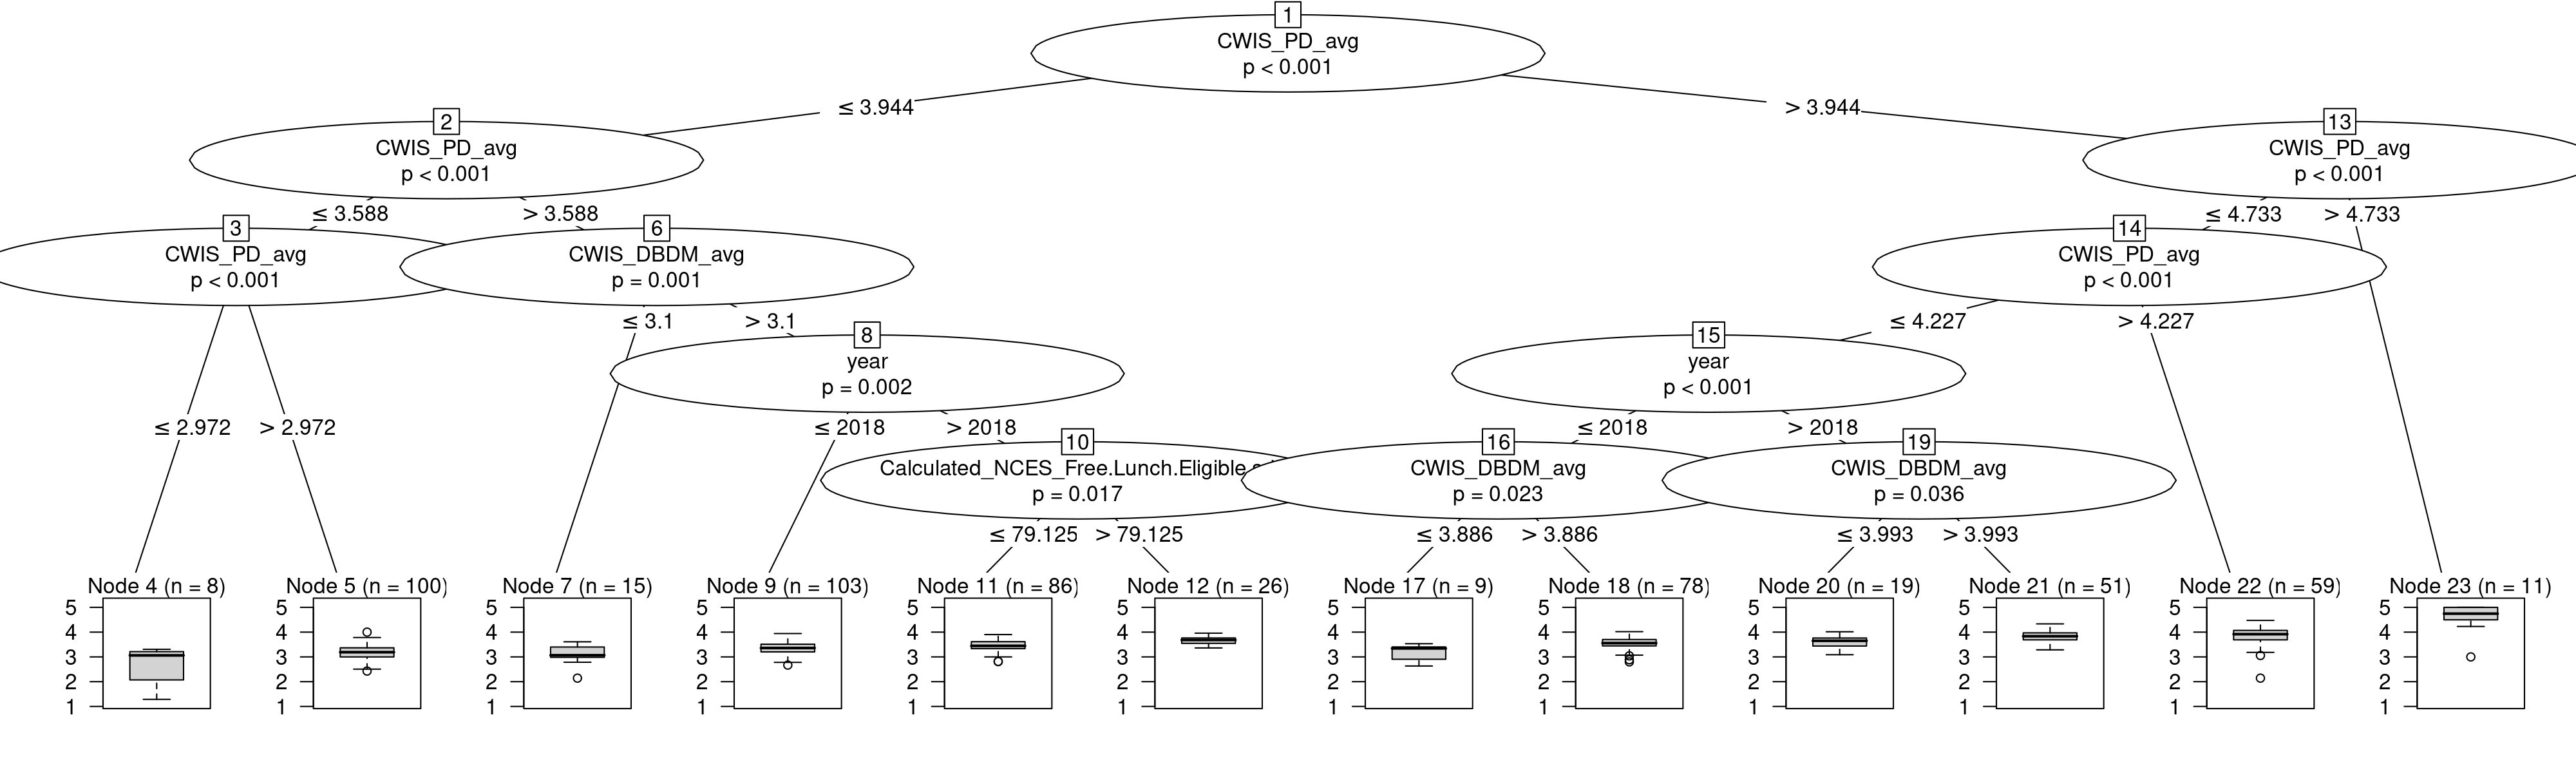 1
CWIS_PD_avg
p < 0.001
≤ 3.944
> 3.944
2
CWIS_PD_avg
p < 0.001
13
CWIS_PD_avg
p < 0.001
≤ 3.588
> 3.588
≤ 4.733
> 4.733
3
CWIS_PD_avg
p < 0.001
6
CWIS_DBDM_avg
p = 0.001
14
CWIS_PD_avg
p < 0.001
≤ 3.1
> 3.1
≤ 4.227
> 4.227
8
year
p = 0.002
15
year
p < 0.001
≤ 2.972
> 2.972
≤ 2018
> 2018
≤ 2018
> 2018
10
Calculated_NCES_Free.Lunch.Eligible
p = 0.017
16
CWIS_DBDM_avg
p = 0.023
19
CWIS_DBDM_avg
p = 0.036
≤ 79.125
> 79.125
≤ 3.886
> 3.886
≤ 3.993
> 3.993
Node 4 (n = 8)
5
4
3
2
1
Node 5 (n = 100)
5
4
3
2
1
Node 7 (n = 15)
5
4
3
2
1
Node 9 (n = 103)
5
4
3
2
1
Node 11 (n = 86)
5
4
3
2
1
Node 12 (n = 26)
5
4
3
2
1
Node 17 (n = 9)
5
4
3
2
1
Node 18 (n = 78)
5
4
3
2
1
Node 20 (n = 19)
5
4
3
2
1
Node 21 (n = 51)
5
4
3
2
1
Node 22 (n = 59)
5
4
3
2
1
Node 23 (n = 11)
5
4
3
2
1